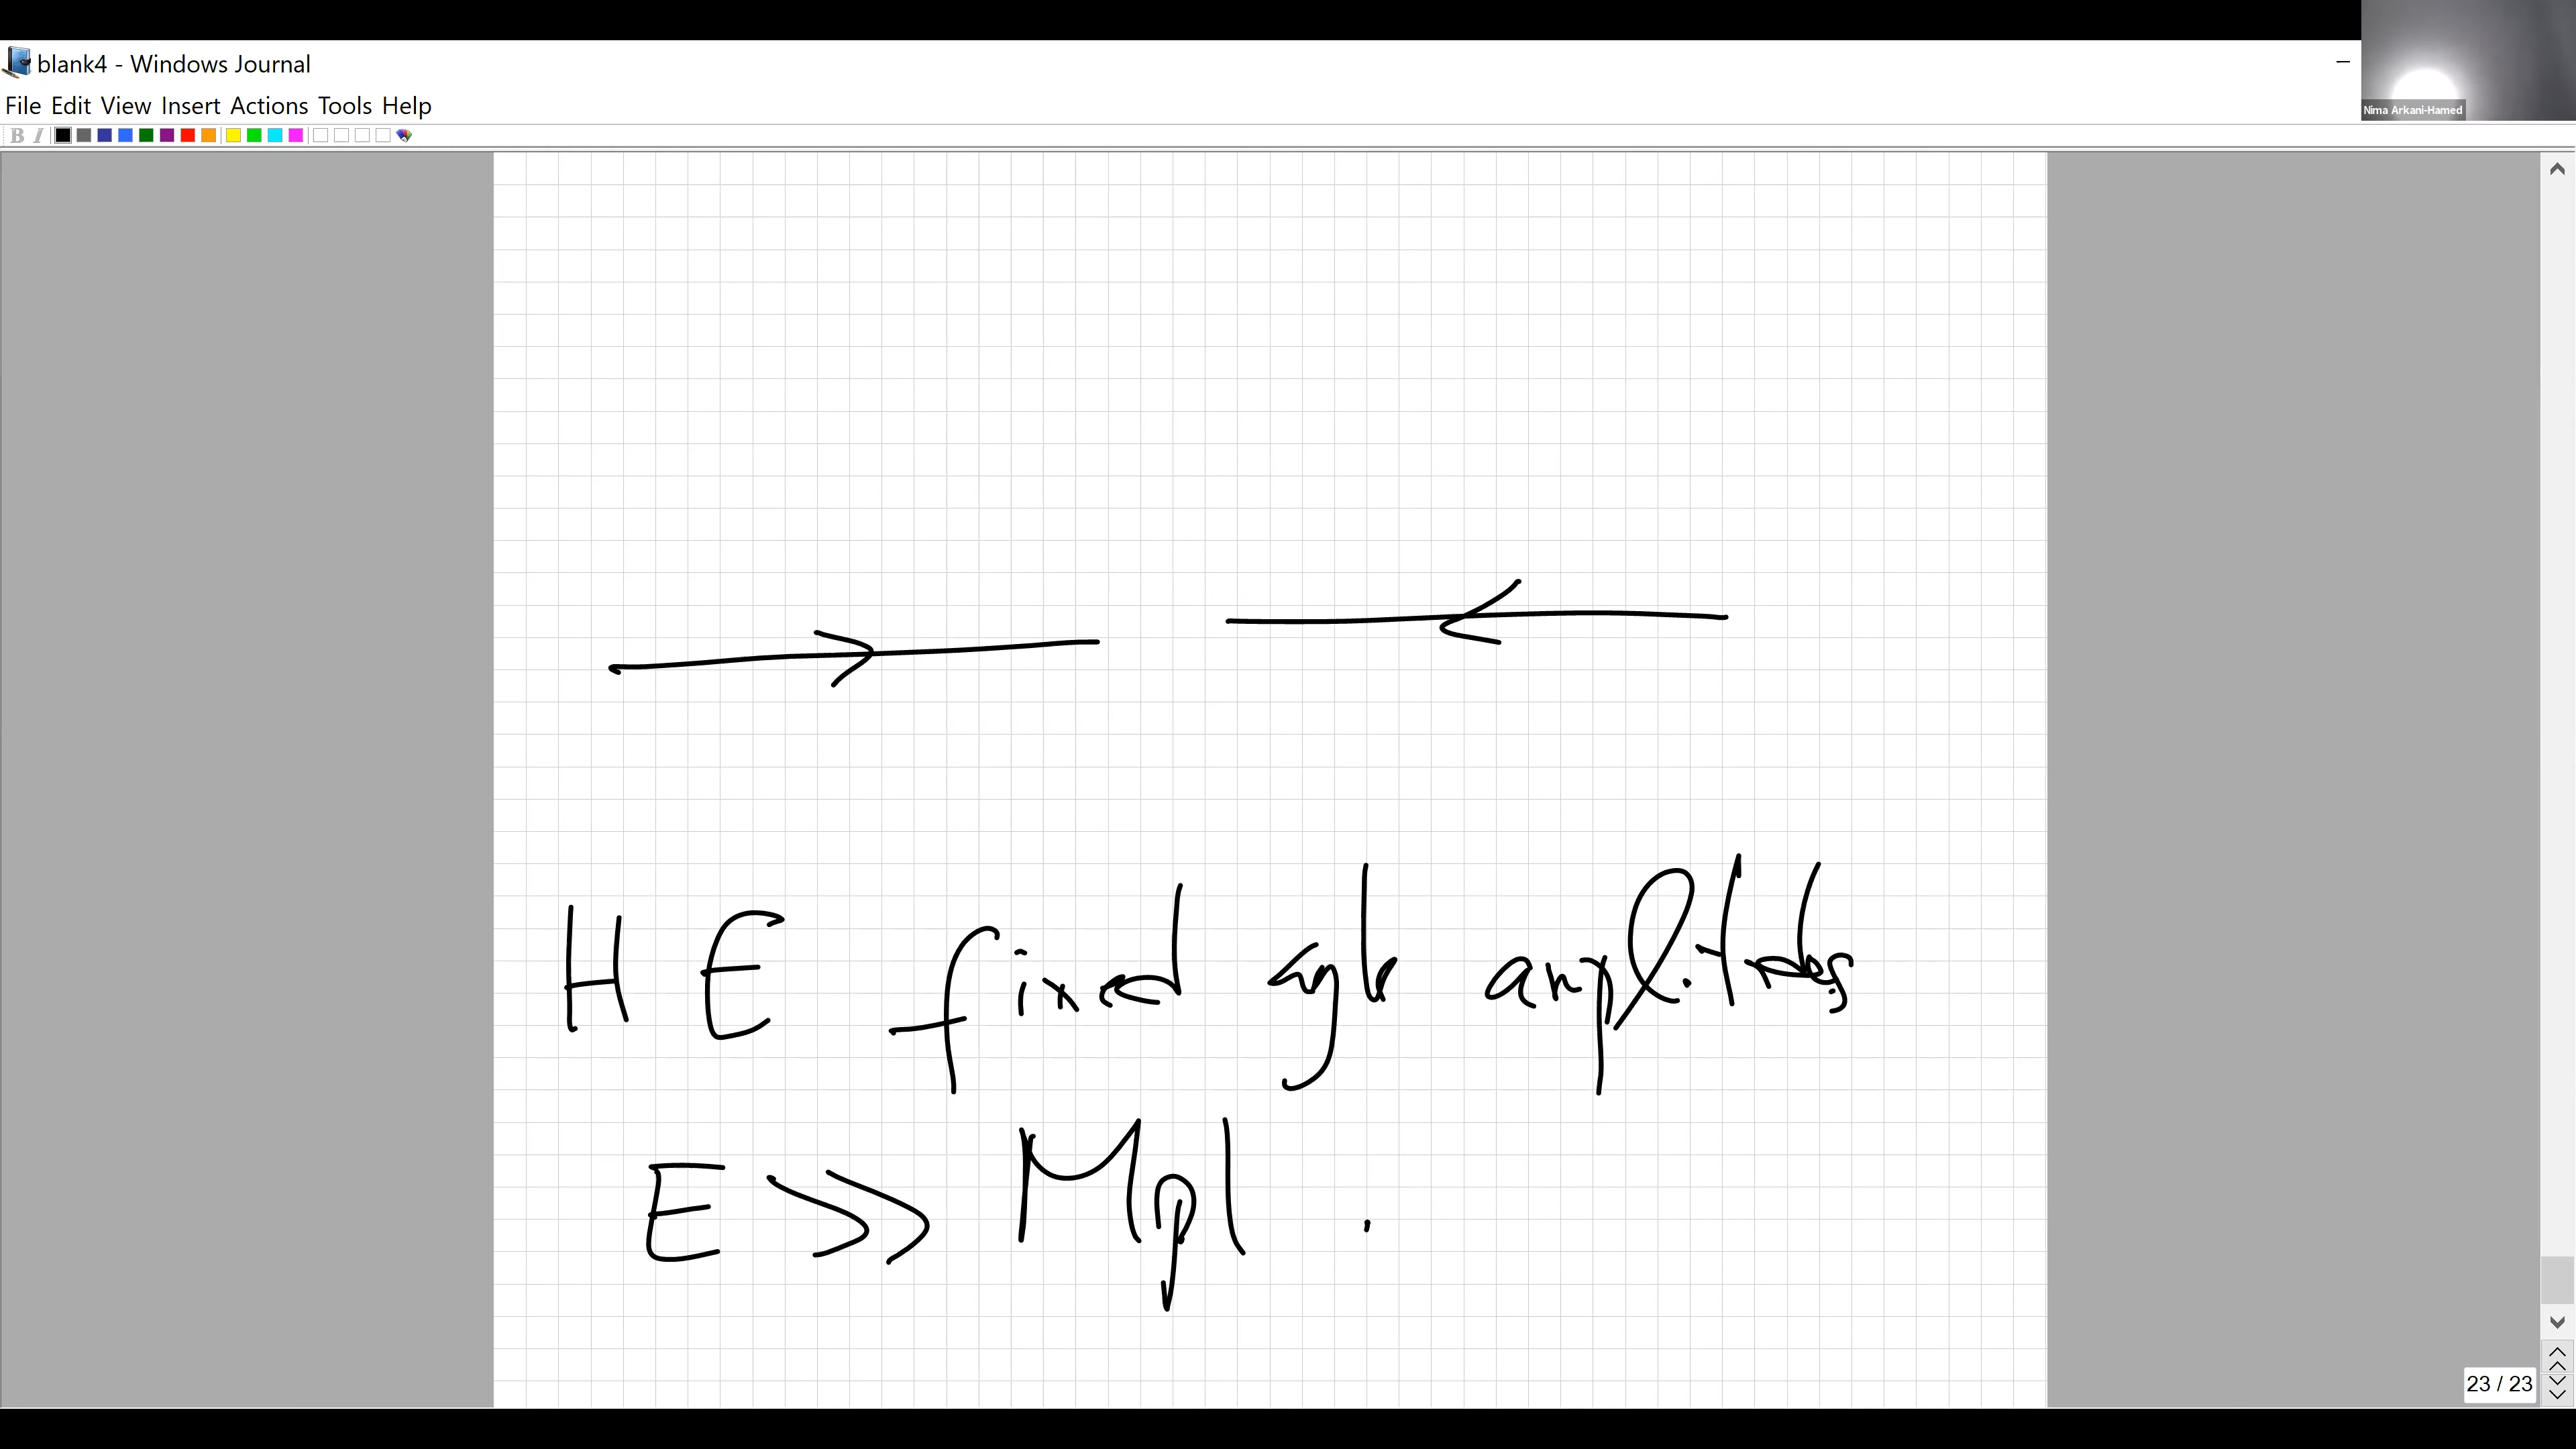 blank4 - Windows Journal
Nima Arkani-Hamed
File Edit View Insert Actions Tools Help
B I
H E fixed angle amplitudes
E >> Mpl .
23 / 23